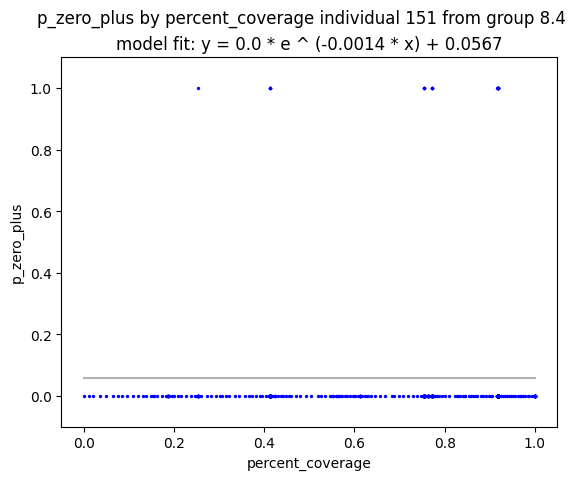 p_zero_plus by percent_coverage individual 151 from group 8.4
model fit: y = 0.0 * e ^ (-0.0014 * x) + 0.0567
1.0
0.8
0.6
0.4
0.2
0.0
p_zero_plus
0.0 0.2 0.4 0.6 0.8 1.0
percent_coverage